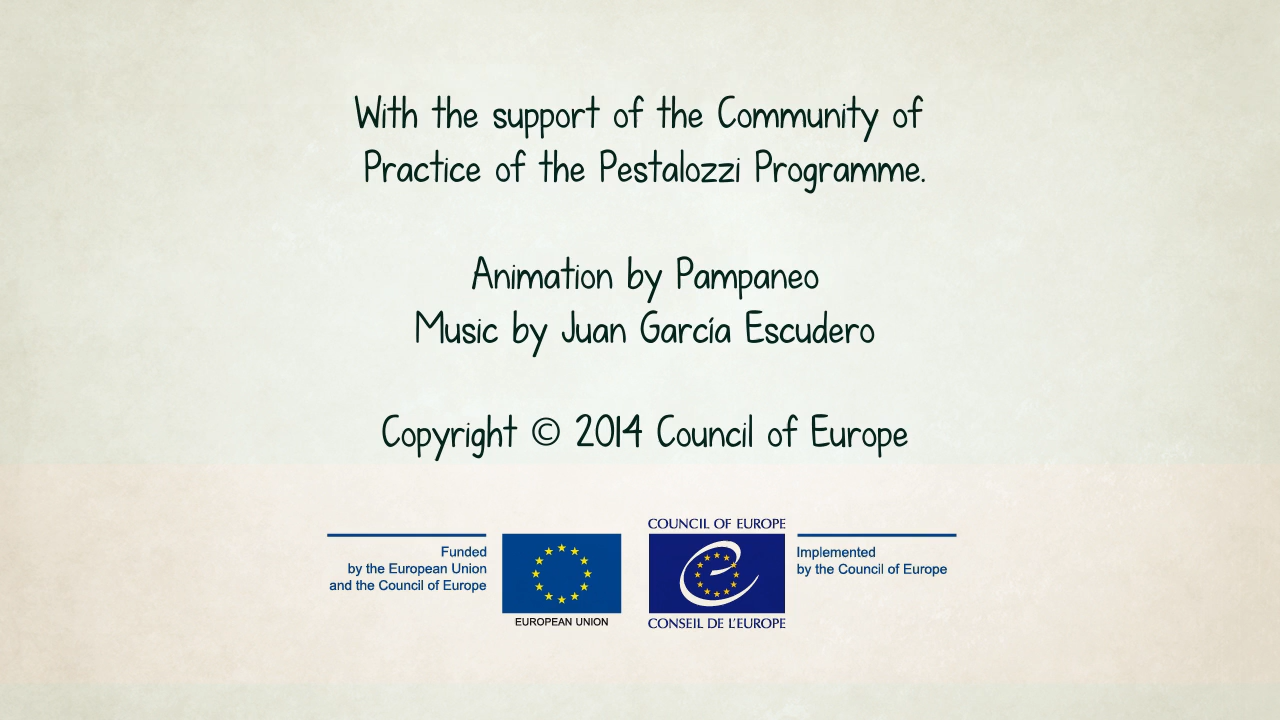 With the support of the Community of
Practice of the Pestalozzi Programme.
Animation by Pampaneo
Music by Juan García Escudero
Copyright © 2014 Council of Europe
Funded
by the European Union
and the Council of Europe
EUROPEAN UNION
COUNCIL OF EUROPE
CONSEIL DE L'EUROPE
Implemented
by the Council of Europe